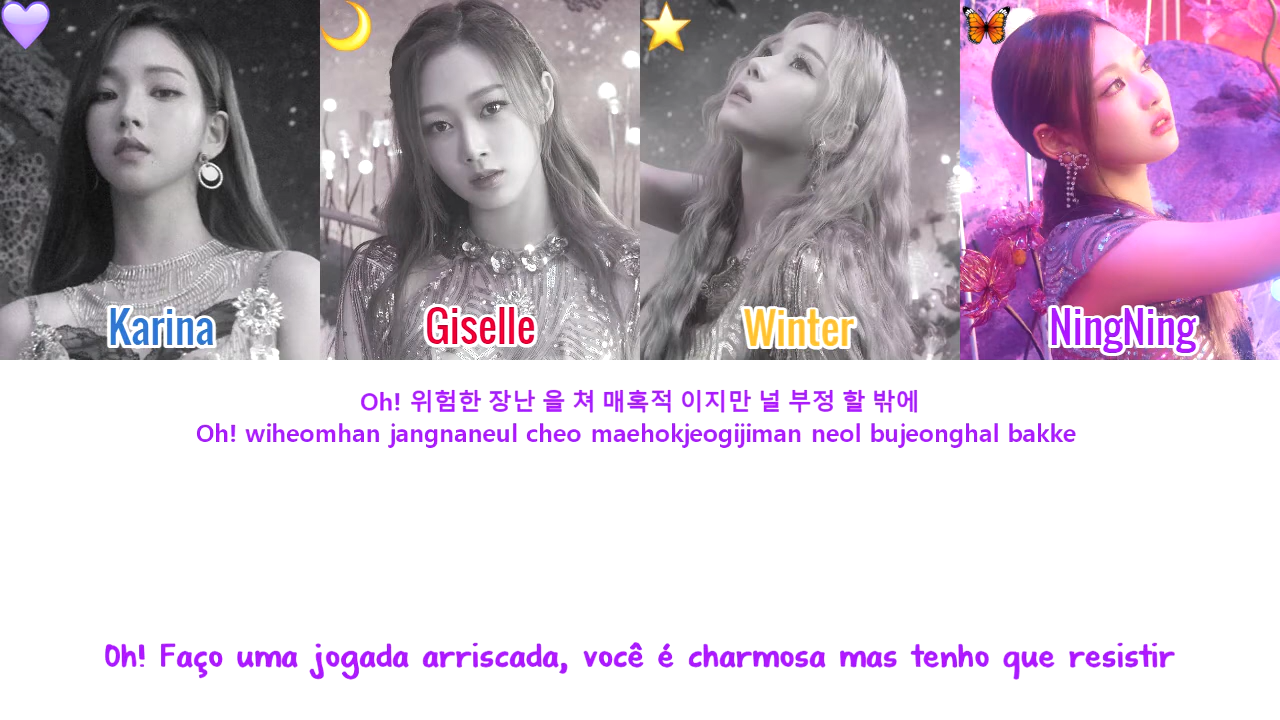 Karina
Giselle
Winter
NingNing
Oh! 위험한 장난 을 쳐 매혹적 이지만 널 부정 할 밖에
Oh! wiheomhan jangnaneul cheo maehokjeogijiman neol bujeonghal bakke
Oh! Faço uma jogada arriscada, você é charmosa mas tenho que resistir